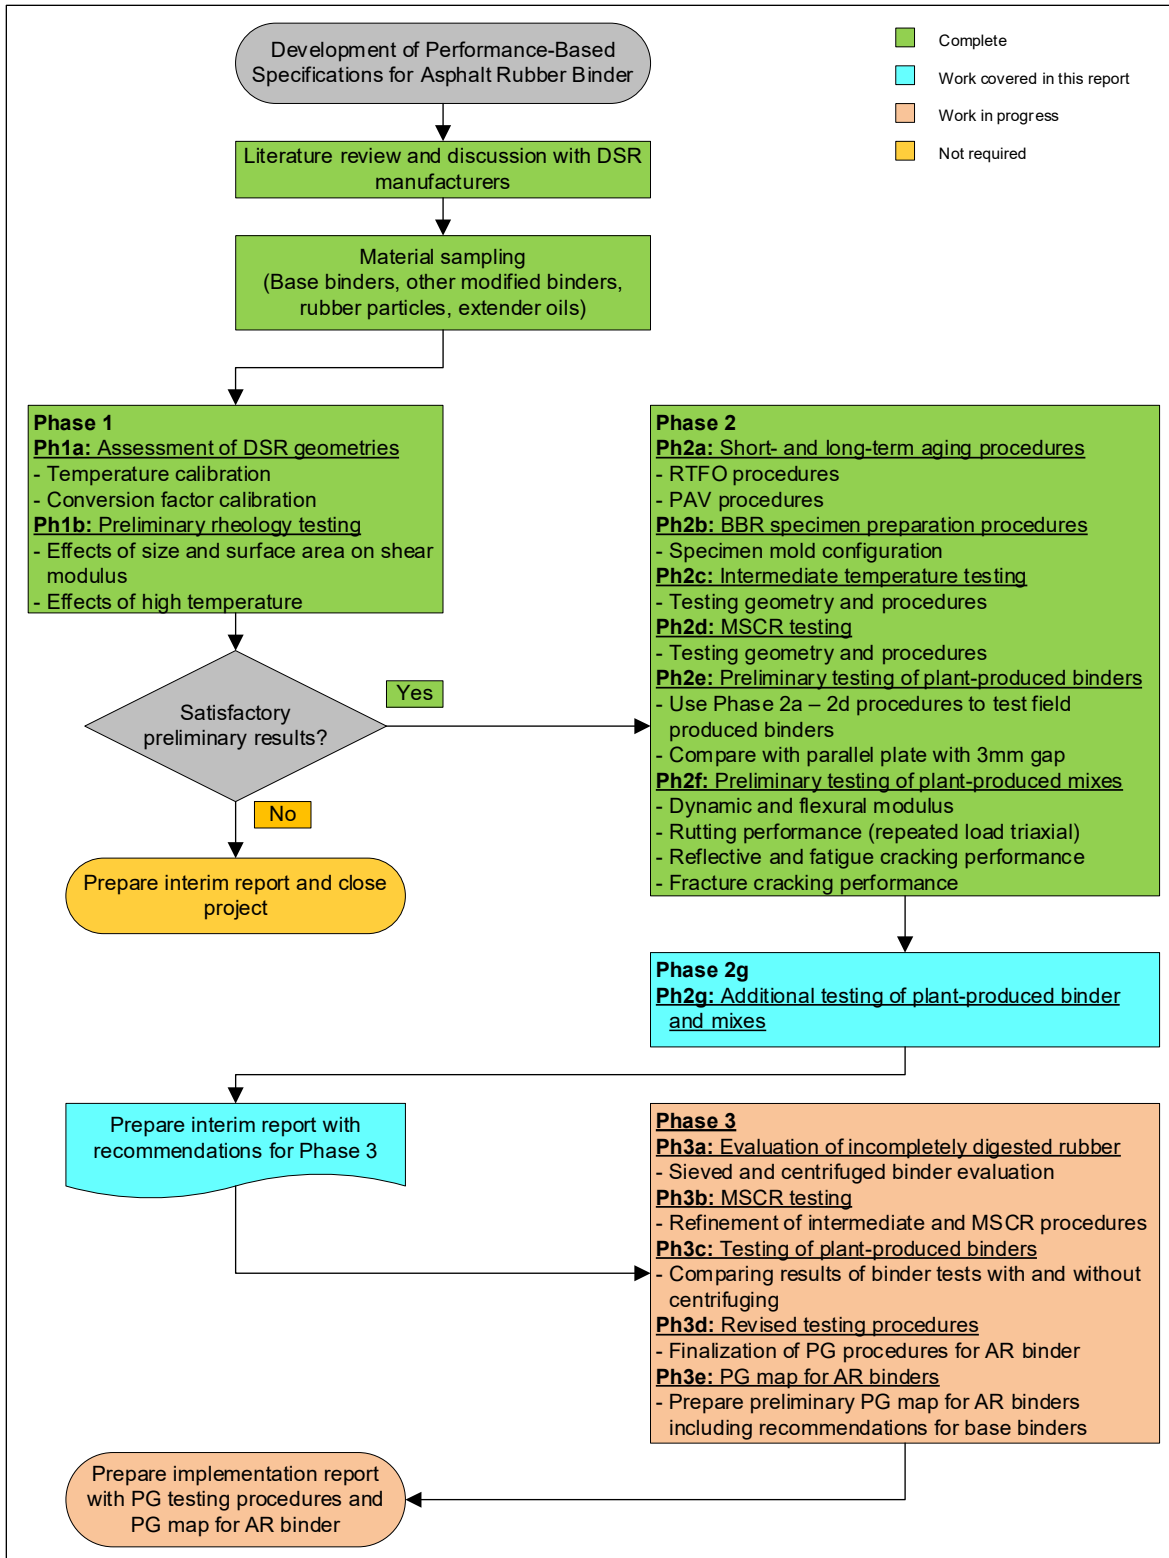 Development of Performance-Based
Specifications for Asphalt Rubber Binder
Complete
Work covered in this report
Work in progress
Not required
Literature review and discussion with DSR
manufacturers
Material sampling
(Base binders, other modified binders,
rubber particles, extender oils)
Phase 1
Ph1a: Assessment of DSR geometries
- Temperature calibration
- Conversion factor calibration
Ph1b: Preliminary rheology testing
- Effects of size and surface area on shear
modulus
- Effects of high temperature
Satisfactory
preliminary results?
Yes
No
Prepare interim report and close
project
Phase 2
Ph2a: Short- and long-term aging procedures
- RTFO procedures
- PAV procedures
Ph2b: BBR specimen preparation procedures
- Specimen mold configuration
Ph2c: Intermediate temperature testing
- Testing geometry and procedures
Ph2d: MSCR testing
- Testing geometry and procedures
Ph2e: Preliminary testing of plant-produced binders
- Use Phase 2a – 2d procedures to test field
produced binders
- Compare with parallel plate with 3mm gap
Ph2f: Preliminary testing of plant-produced mixes
- Dynamic and flexural modulus
- Rutting performance (repeated load triaxial)
- Reflective and fatigue cracking performance
- Fracture cracking performance
Phase 2g
Ph2g: Additional testing of plant-produced binder
and mixes
Prepare interim report with
recommendations for Phase 3
Phase 3
Ph3a: Evaluation of incompletely digested rubber
- Sieved and centrifuged binder evaluation
Ph3b: MSCR testing
- Refinement of intermediate and MSCR procedures
Ph3c: Testing of plant-produced binders
- Comparing results of binder tests with and without
centrifuging
Ph3d: Revised testing procedures
- Finalization of PG procedures for AR binder
Ph3e: PG map for AR binders
- Prepare preliminary PG map for AR binders
including recommendations for base binders
Prepare implementation report
with PG testing procedures and
PG map for AR binder